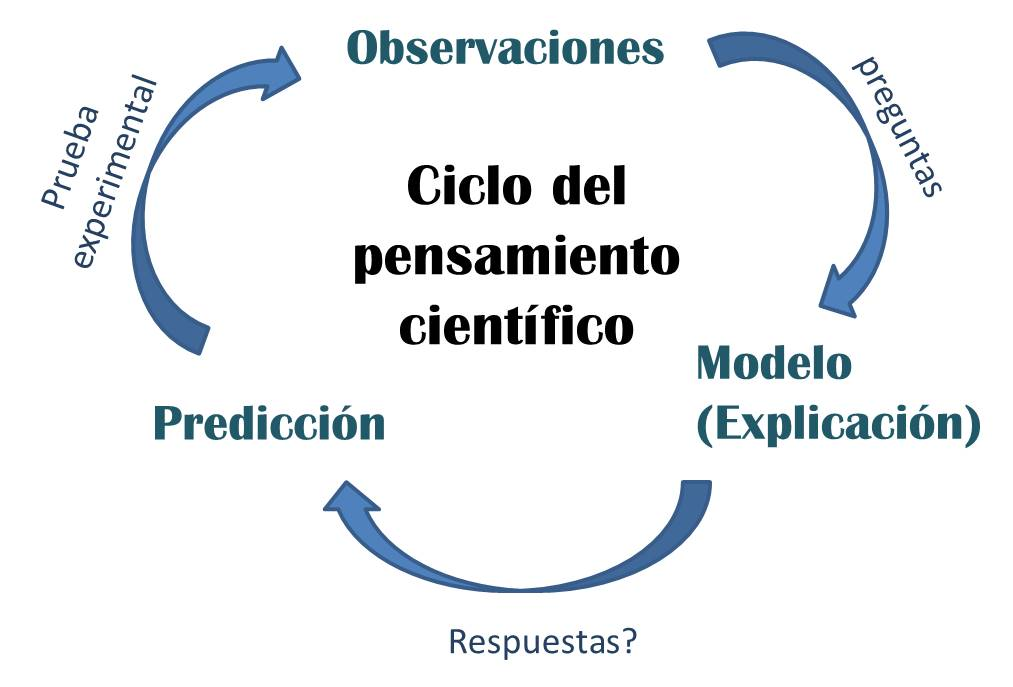 Observaciones
preguntas
Prueba
experimental
Ciclo del
pensamiento
científico
Modelo
(Explicación)
Predicción
Respuestas?